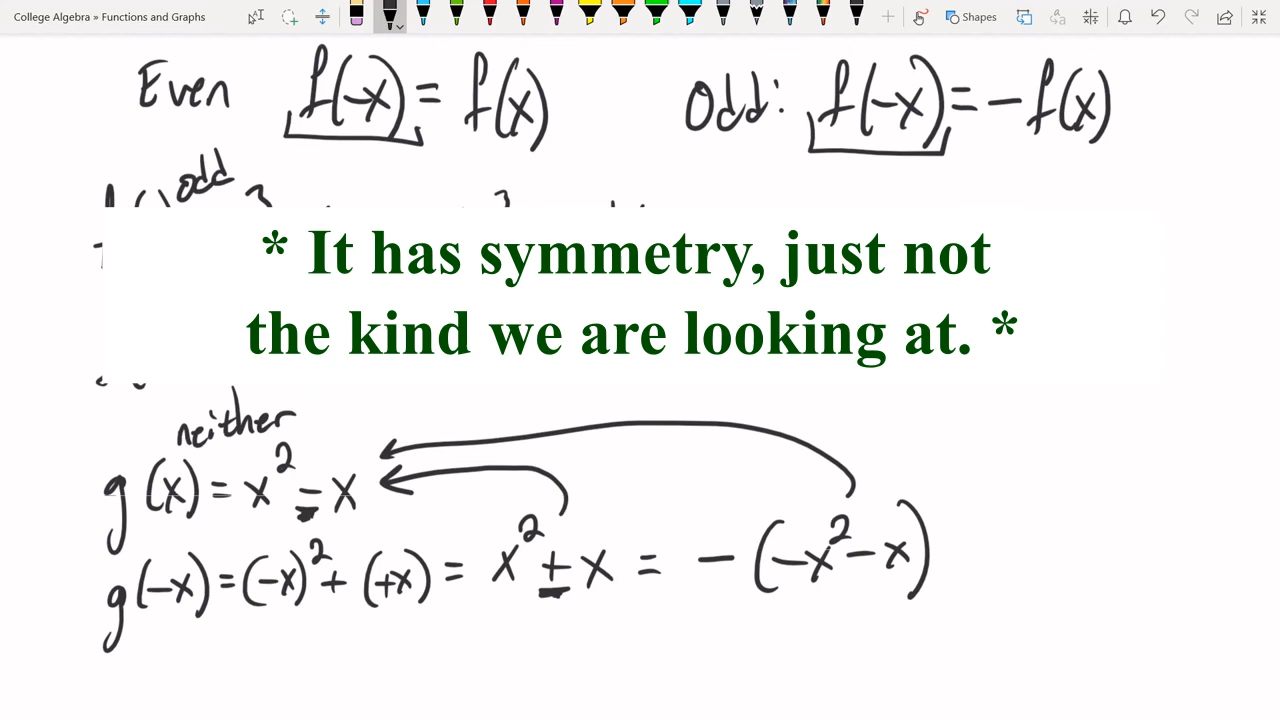 College Algebra » Functions and Graphs
Shapes
Even f(-x) = f(x) Odd: f(-x) = -f(x)
odd
* It has symmetry, just not
the kind we are looking at. *
neither
g(x) = x² - x
g(-x) = (-x)² + (+x) = x² + x = -(-x² - x)